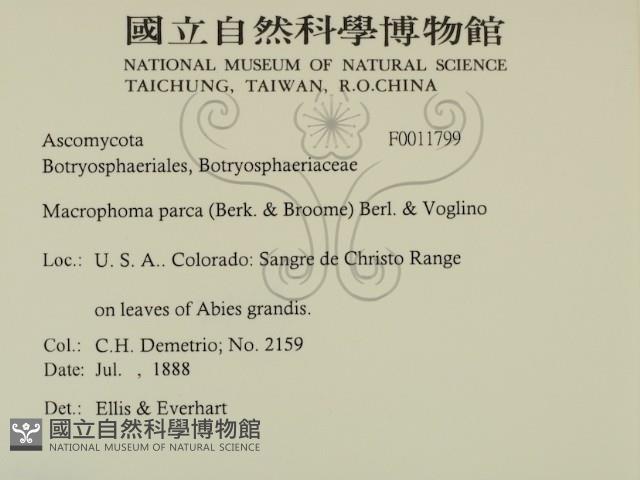 國立自然科學博物館
NATIONAL MUSEUM OF NATURAL SCIENCE
TAICHUNG, TAIWAN, R.O.CHINA
Ascomycota F0011799
Botryosphaeriales, Botryosphaeriaceae
Macrophoma parca (Berk. & Broome) Berl. & Voglino
Loc.: U. S. A.. Colorado: Sangre de Christo Range
on leaves of Abies grandis.
Col.: C.H. Demetrio; No. 2159
Date: Jul. , 1888
Det.: Ellis & Everhart
國立自然科學博物館
NATIONAL MUSEUM OF NATURAL SCIENCE